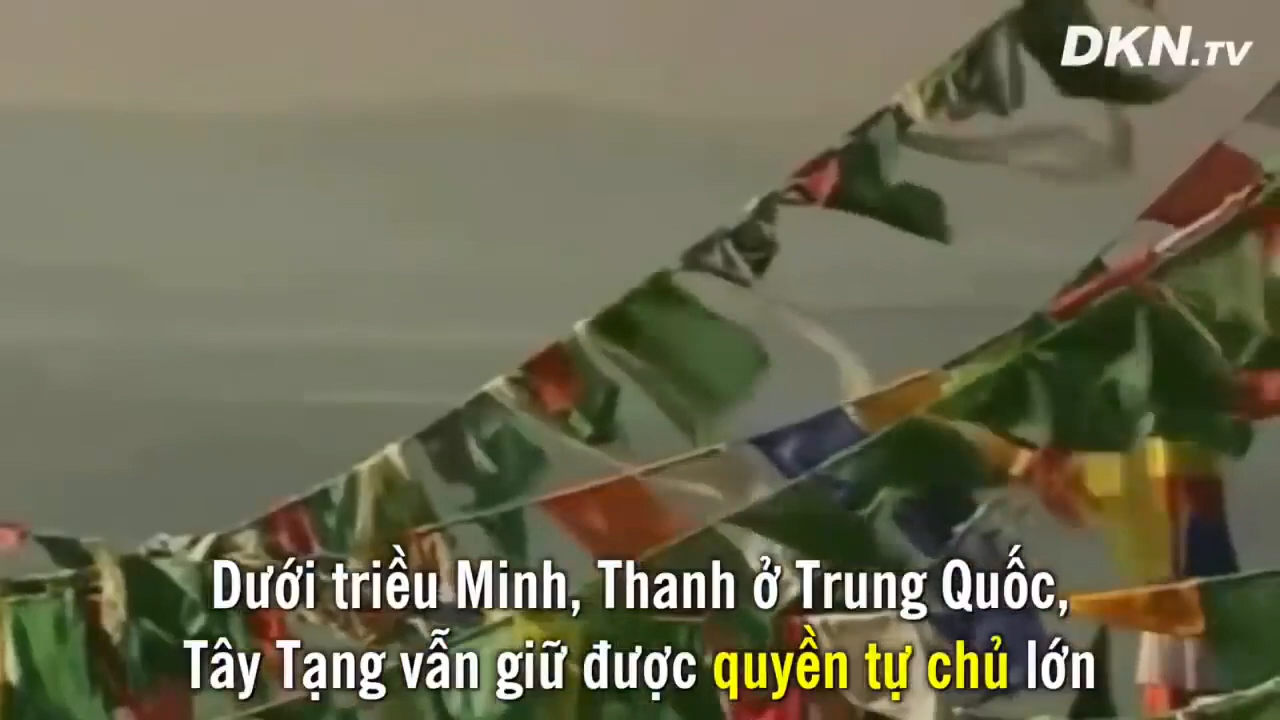 DKN.TV
Dưới triều Minh, Thanh ở Trung Quốc,
Tây Tạng vẫn giữ được quyền tự chủ lớn